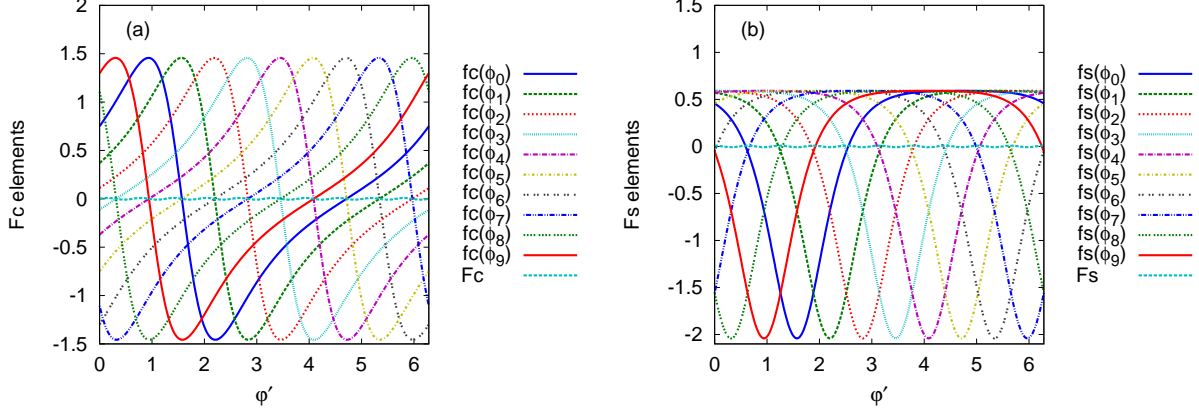 (a)
2
1.5
1
0.5
0
-0.5
-1
-1.5
0 1 2 3 4 5 6
Fc elements
φ′
fc(ϕ0)
fc(ϕ1)
fc(ϕ2)
fc(ϕ3)
fc(ϕ4)
fc(ϕ5)
fc(ϕ6)
fc(ϕ7)
fc(ϕ8)
fc(ϕ9)
Fc
(b)
1.5
1
0.5
0
-0.5
-1
-1.5
-2
0 1 2 3 4 5 6
Fs elements
φ′
fs(ϕ0)
fs(ϕ1)
fs(ϕ2)
fs(ϕ3)
fs(ϕ4)
fs(ϕ5)
fs(ϕ6)
fs(ϕ7)
fs(ϕ8)
fs(ϕ9)
Fs